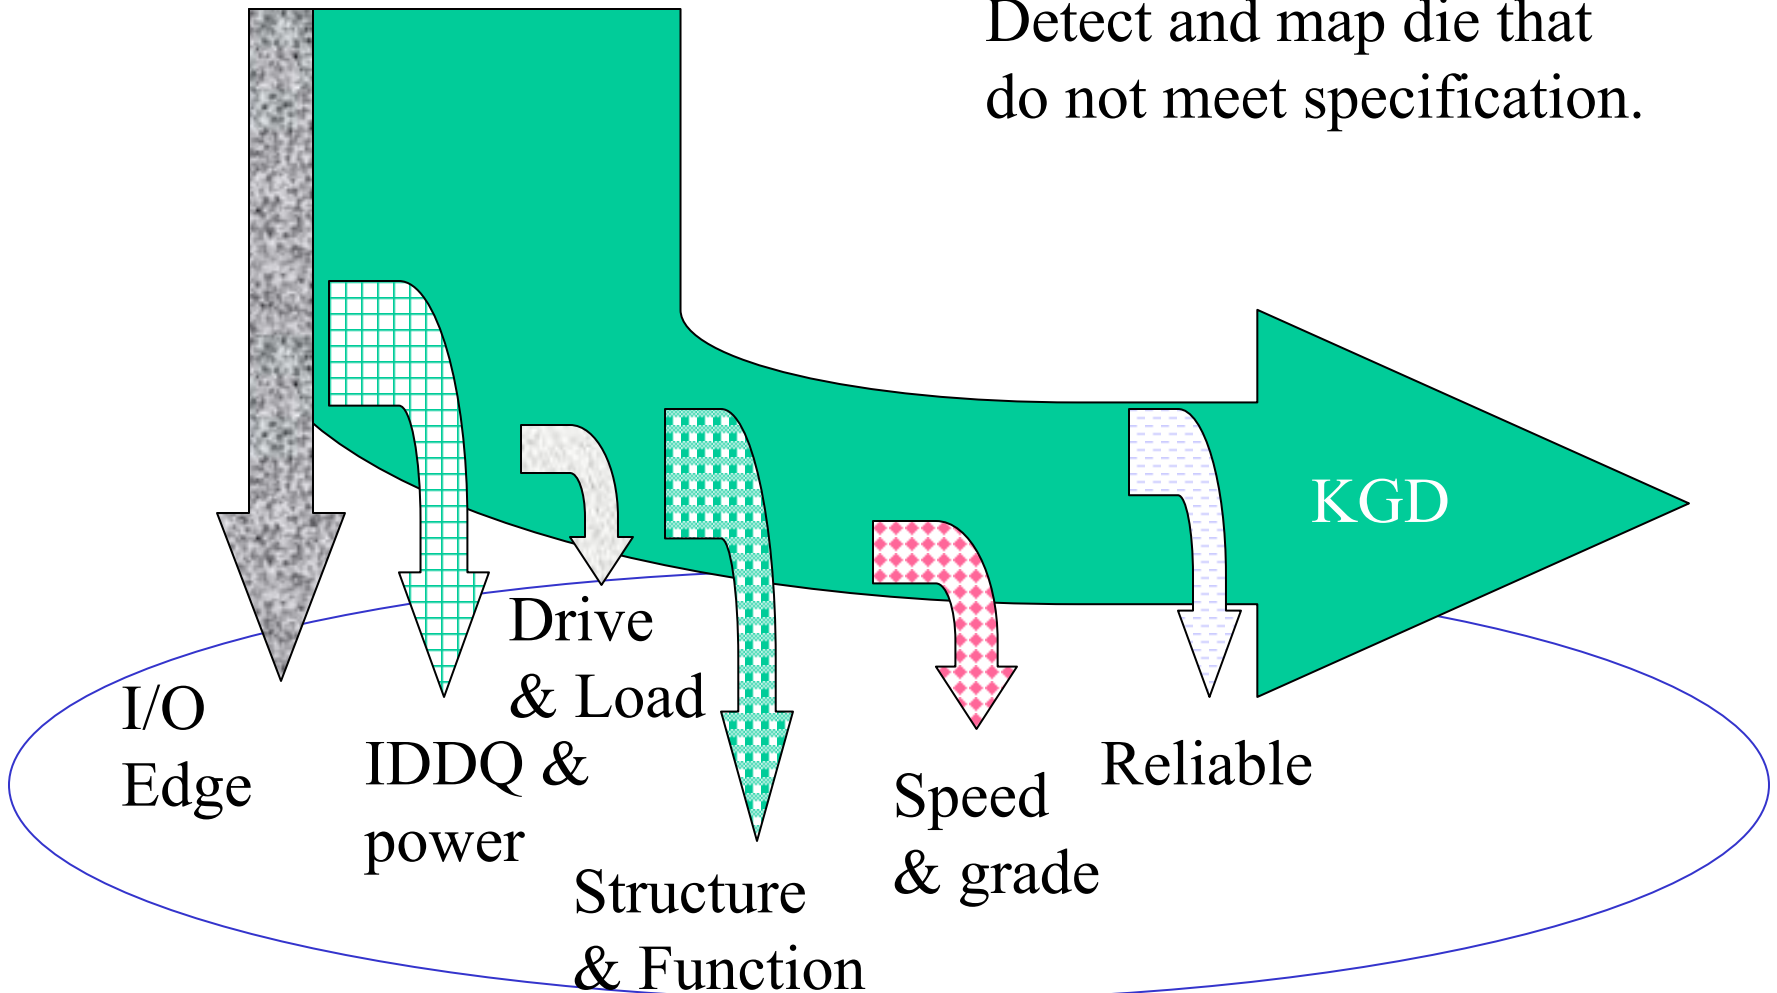 Detect and map die that
do not meet specification.
KGD
Drive
& Load
I/O
Edge
IDDQ &
power
Reliable
Speed
& grade
Structure
& Function